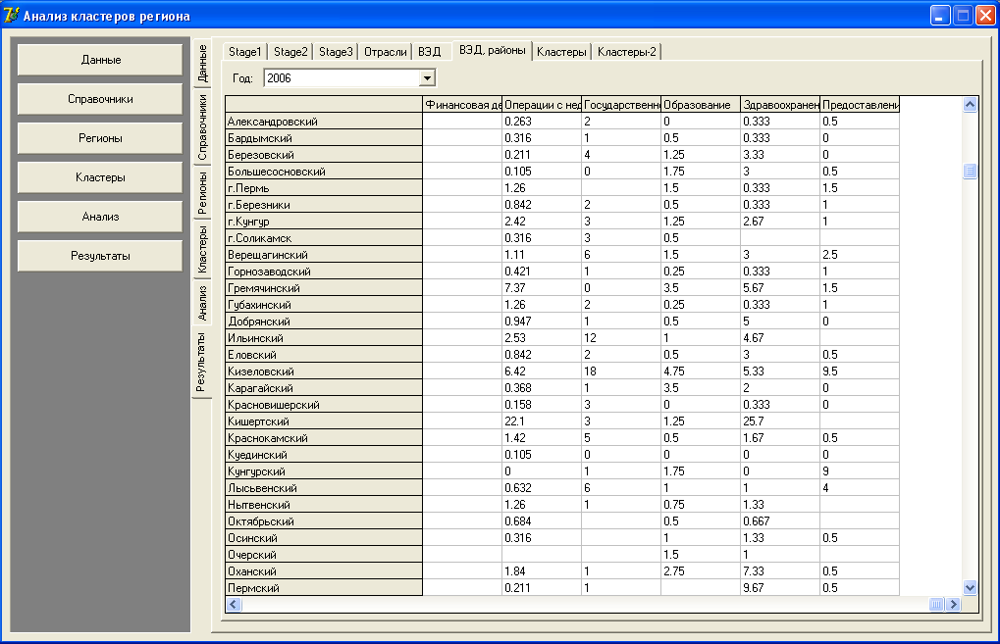 Анализ кластеров региона
Данные
Справочники
Регионы
Кластеры
Анализ
Результаты
Данные
Справочники
Регионы
Кластеры
Анализ
Результаты
Stage1 Stage2 Stage3 Отрасли ВЭД ВЭД, районы Кластеры Кластеры-2
Год: 2006
Финансовая де Операции с нед Государственн Образование Здравоохранен Предоставлени
Александровский 0.263 2 0 0.333 0.5
Бардымский 0.316 1 0.5 0.333 0
Березовский 0.211 4 1.25 3.33 0
Большесосновский 0.105 0 1.75 3 0.5
г.Пермь 1.26 1.5 0.333 1.5
г.Березники 0.842 2 0.5 0.333 1
г.Кунгур 2.42 3 1.25 2.67 1
г.Соликамск 0.316 3 0.5
Верещагинский 1.11 6 1.5 3 2.5
Горнозаводский 0.421 1 0.25 0.333 1
Гремячинский 7.37 0 3.5 5.67 1.5
Губахинский 1.26 2 0.25 0.333 1
Добрянский 0.947 1 0.5 5 0
Ильинский 2.53 12 1 4.67
Еловский 0.842 2 0.5 3 0.5
Кизеловский 6.42 18 4.75 5.33 9.5
Карагайский 0.368 1 3.5 2 0
Красновишерский 0.158 3 0 0.333 0
Кишертский 22.1 3 1.25 25.7
Краснокамский 1.42 5 0.5 1.67 0.5
Куединский 0.105 0 0 0 0
Кунгурский 0 1 1.75 0 9
Лысьвенский 0.632 6 1 1 4
Нытвенский 1.26 1 0.75 1.33
Октябрьский 0.684 0.5 0.667
Осинский 0.316 1 1.33 0.5
Очерский 1.5 1
Оханский 1.84 1 2.75 7.33 0.5
Пермский 0.211 1 9.67 0.5